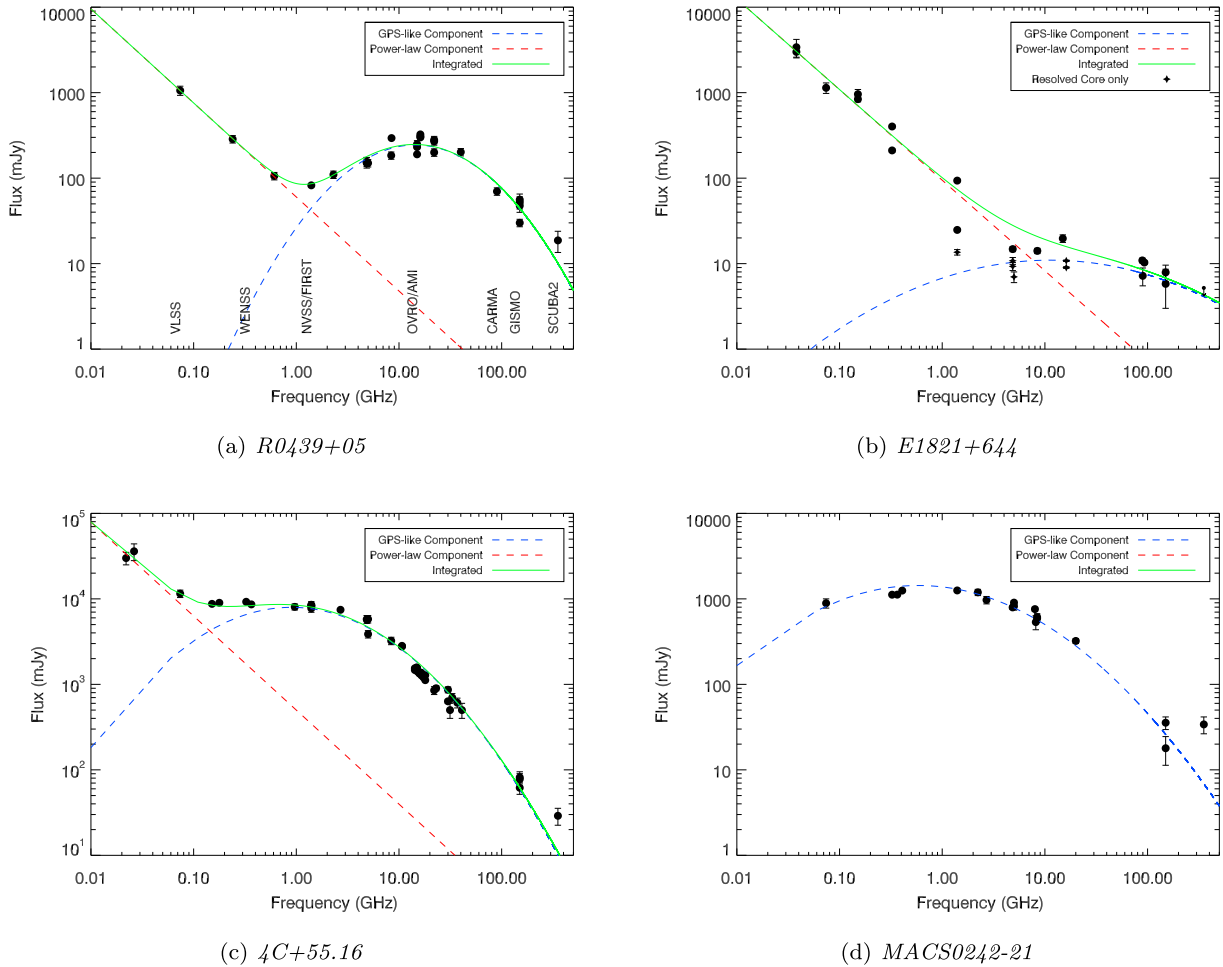 10000
1000
100
10
1
Flux (mJy)
GPS-like Component
Power-law Component
Integrated
VLSS
WENSS
NVSS/FIRST
OVRO/AMI
CARMA
GISMO
SCUBA2
0.01 0.10 1.00 10.00 100.00
Frequency (GHz)
(a) R0439+05
10000
1000
100
10
1
Flux (mJy)
GPS-like Component
Power-law Component
Integrated
Resolved Core only
0.01 0.10 1.00 10.00 100.00
Frequency (GHz)
(b) E1821+644
10^5
10^4
10^3
10^2
10^1
Flux (mJy)
GPS-like Component
Power-law Component
Integrated
0.01 0.10 1.00 10.00 100.00
Frequency (GHz)
(c) 4C+55.16
10000
1000
100
10
1
Flux (mJy)
GPS-like Component
Power-law Component
Integrated
0.01 0.10 1.00 10.00 100.00
Frequency (GHz)
(d) MACS0242-21